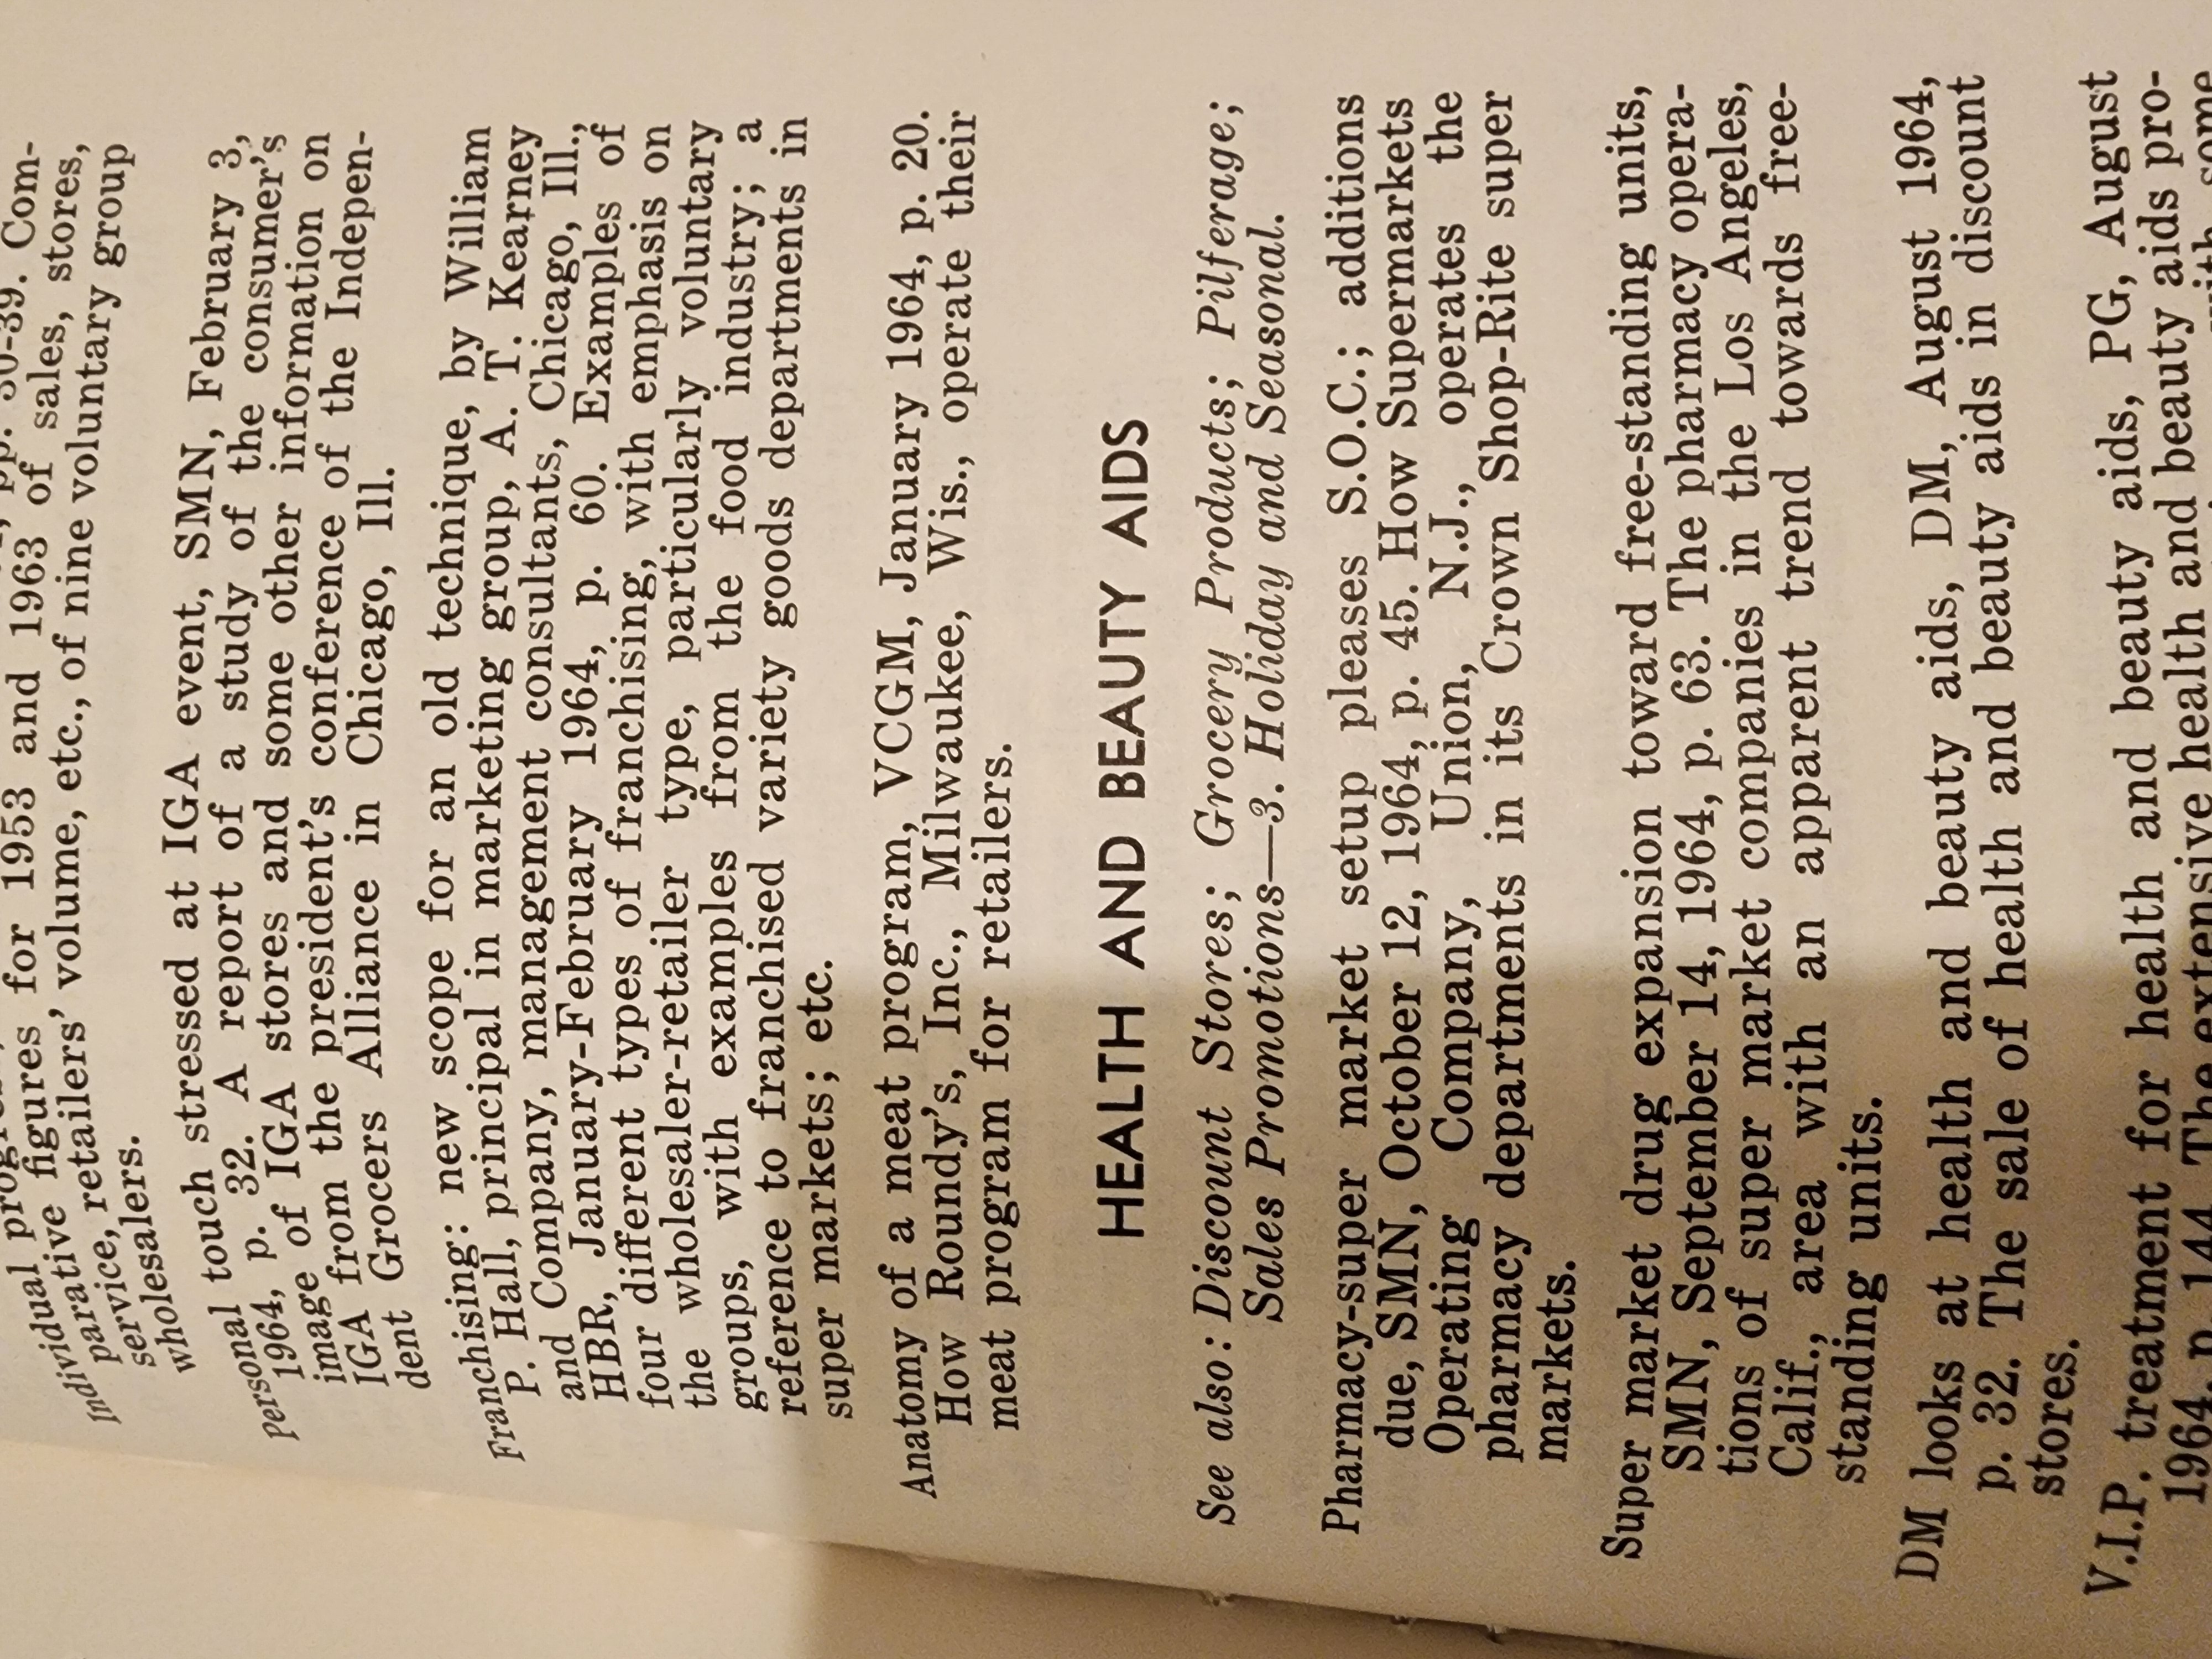 Individual
parative figures for 1953 and 1963 of sales, stores,
service, retailers' volume, etc., of nine voluntary group
wholesalers.
Personal touch stressed at IGA event, SMN, February 3,
1964, p. 32. A report of a study of the consumer's
image of IGA stores and some other information on
IGA from the president's conference of the Indepen-
dent Grocers Alliance in Chicago, Ill.
Franchising: new scope for an old technique, by William
P. Hall, principal in marketing group, A. T. Kearney
and Company, management consultants, Chicago, Ill.,
HBR, January-February 1964, p. 60. Examples of
four different types of franchising, with emphasis on
the wholesaler-retailer type, particularly voluntary
groups, with examples from the food industry; a
reference to franchised variety goods departments in
super markets; etc.
Anatomy of a meat program, VCGM, January 1964, p. 20.
How Roundy's, Inc., Milwaukee, Wis., operate their
meat program for retailers.
HEALTH AND BEAUTY AIDS
See also: Discount Stores; Grocery Products; Pilferage;
Sales Promotions—3. Holiday and Seasonal.
Pharmacy-super market setup pleases S.O.C.; additions
due, SMN, October 12, 1964, p. 45. How Supermarkets
Operating Company, Union, N.J., operates the
pharmacy departments in its Crown Shop-Rite super
markets.
Super market drug expansion toward free-standing units,
SMN, September 14, 1964, p. 63. The pharmacy opera-
tions of super market companies in the Los Angeles,
Calif., area with an apparent trend towards free-
standing units.
DM looks at health and beauty aids, DM, August 1964,
p. 32. The sale of health and beauty aids in discount
stores.
V.I.P. treatment for health and beauty aids, PG, August
1964, p. 144. The extensive health and beauty aids pro-